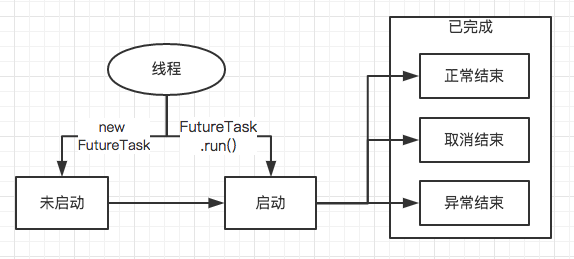 已完成
线程
正常结束
new
FutureTask
FutureTask
.run()
取消结束
未启动
启动
异常结束